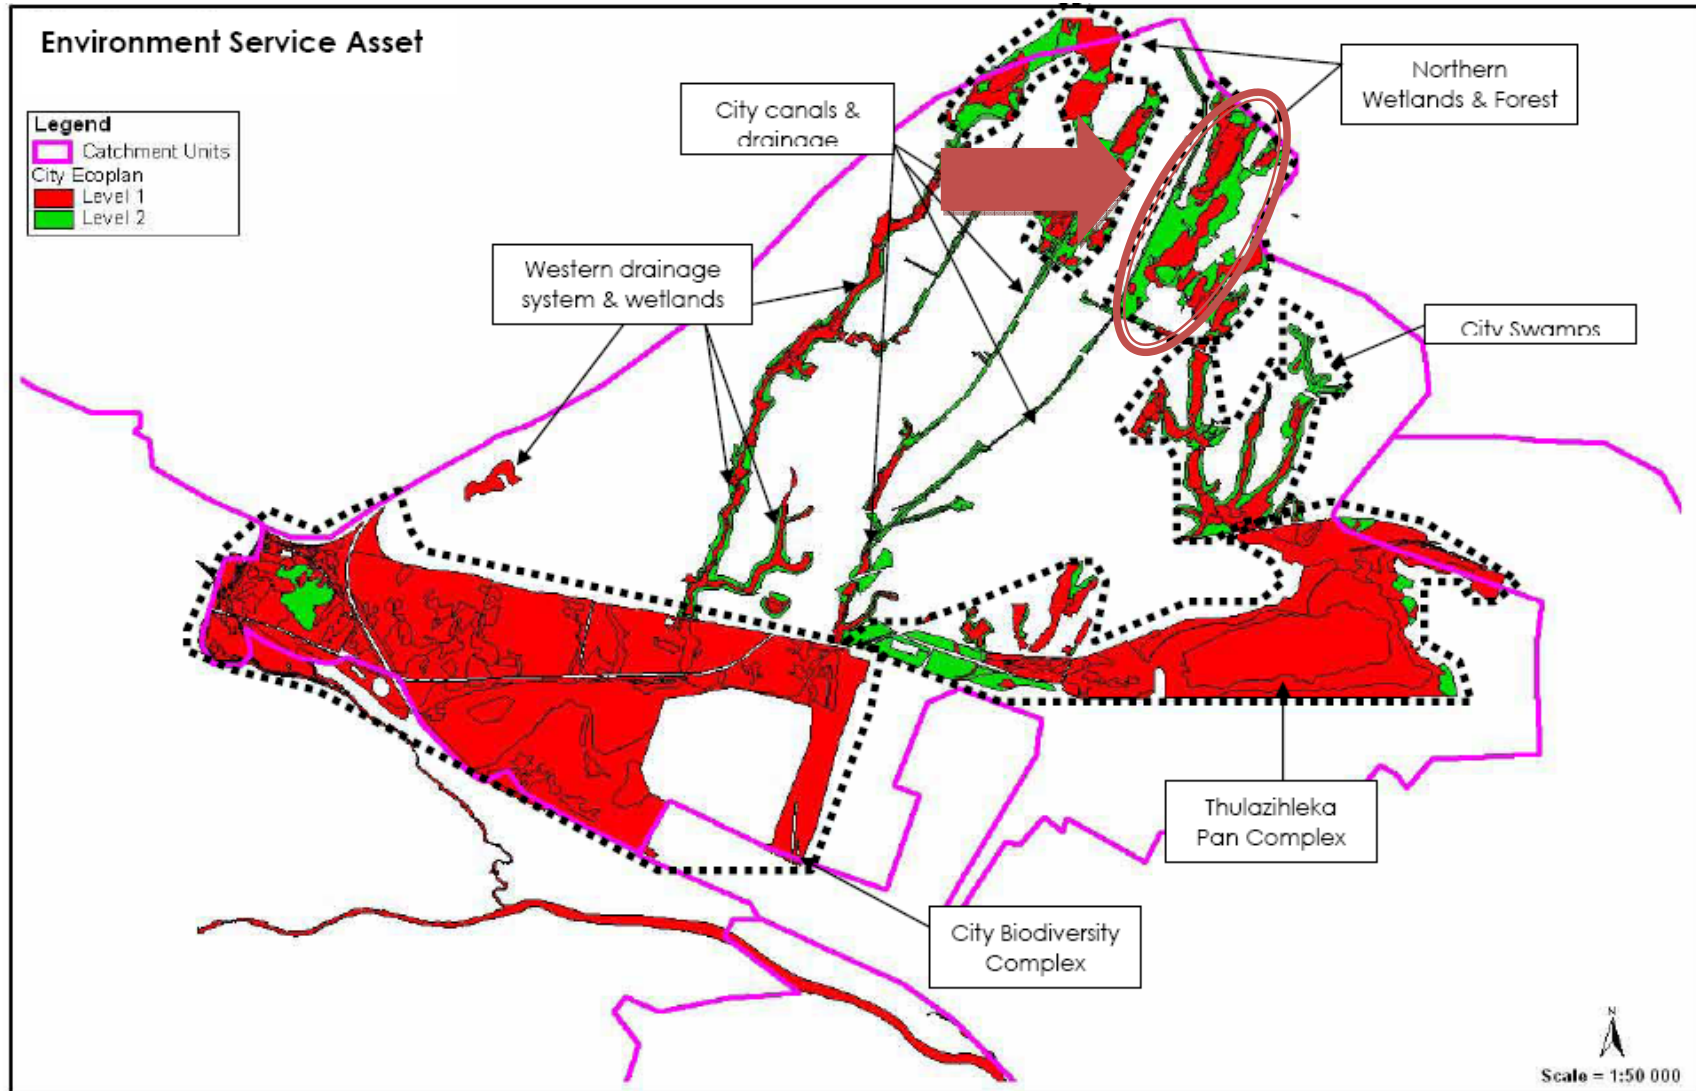 Environment Service Asset
Legend
Catchment Units
City Ecoplan
Level 1
Level 2
City canals &
drainage
Northern
Wetlands & Forest
Western drainage
system & wetlands
City Swamps
Thulazihleka
Pan Complex
City Biodiversity
Complex
N
Scale = 1:50 000